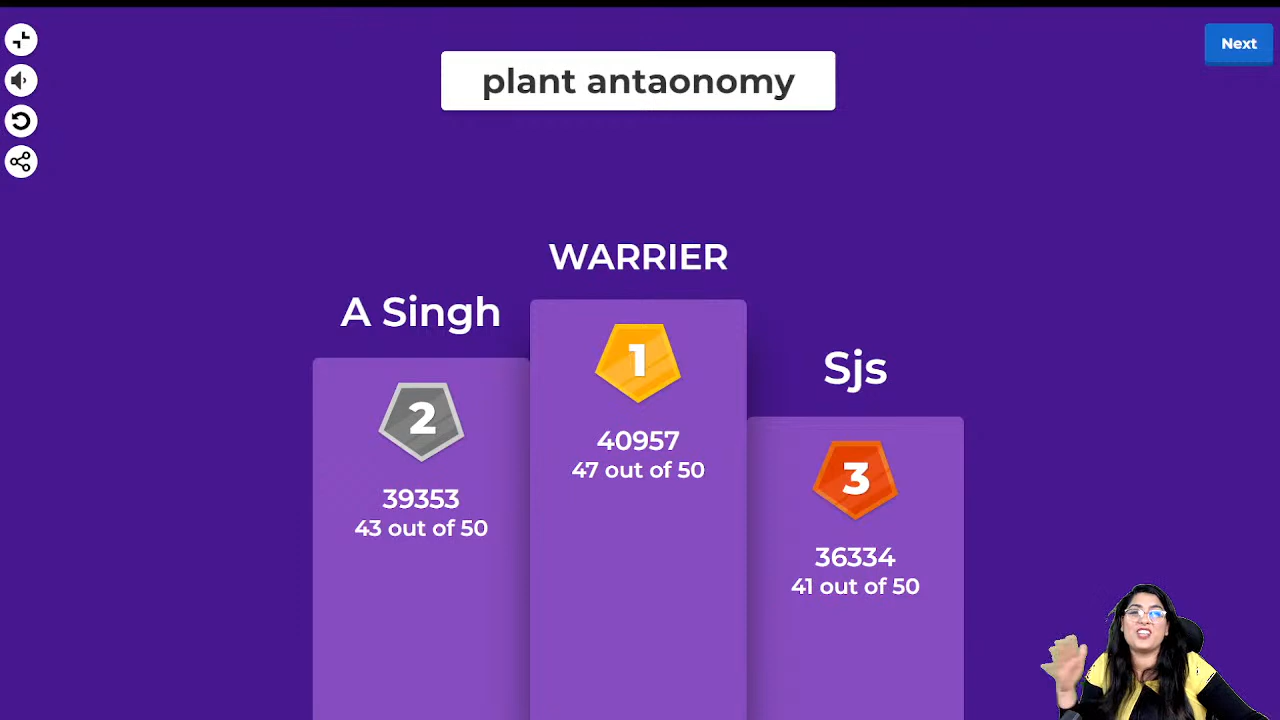 Next
plant antaonomy
WARRIER
A Singh
Sjs
1
40957
47 out of 50
2
39353
43 out of 50
3
36334
41 out of 50